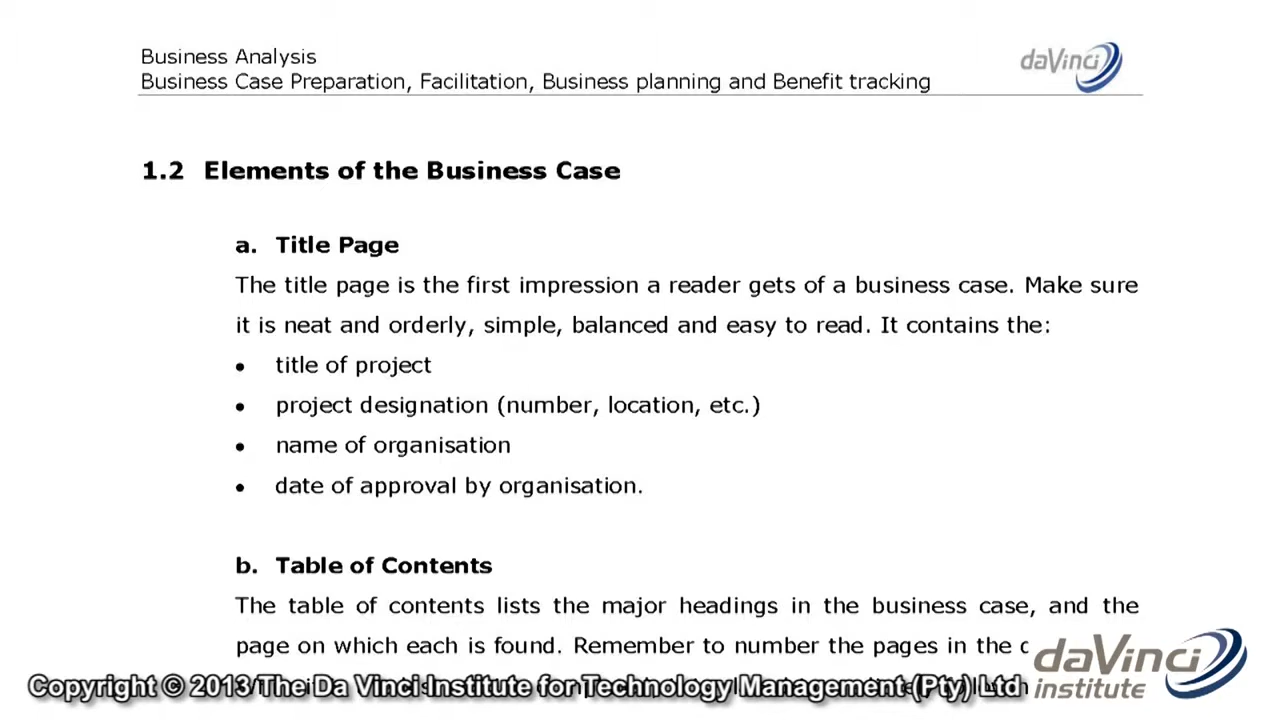 Business Analysis
Business Case Preparation, Facilitation, Business planning and Benefit tracking
daVinci
1.2 Elements of the Business Case
a. Title Page
The title page is the first impression a reader gets of a business case. Make sure
it is neat and orderly, simple, balanced and easy to read. It contains the:
• title of project
• project designation (number, location, etc.)
• name of organisation
• date of approval by organisation.
b. Table of Contents
The table of contents lists the major headings in the business case, and the
page on which each is found. Remember to number the pages in the
daVinci
institute
Copyright © 2013 The Da Vinci Institute for Technology Management (Pty) Ltd